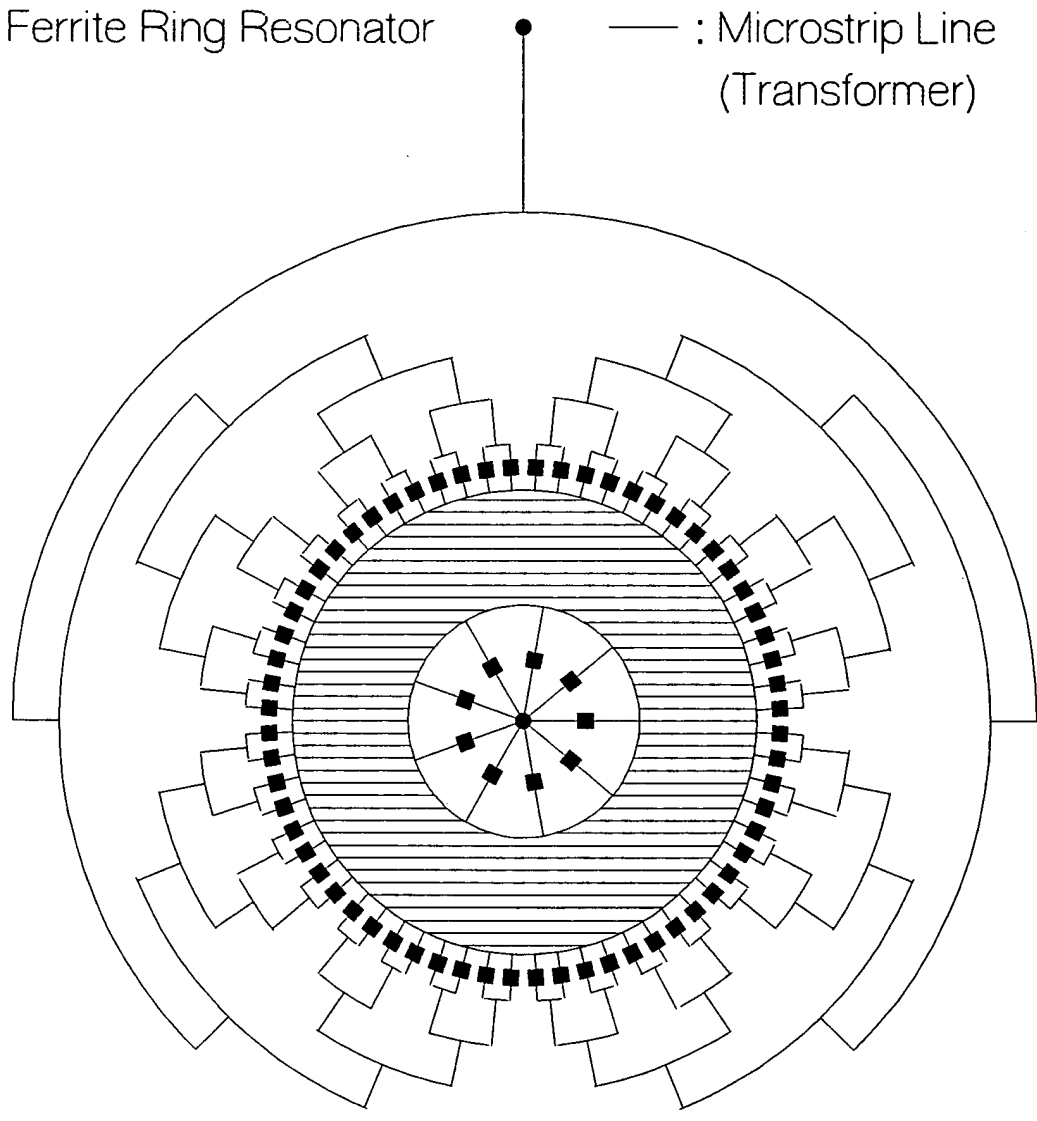 Ferrite Ring Resonator
— : Microstrip Line
(Transformer)